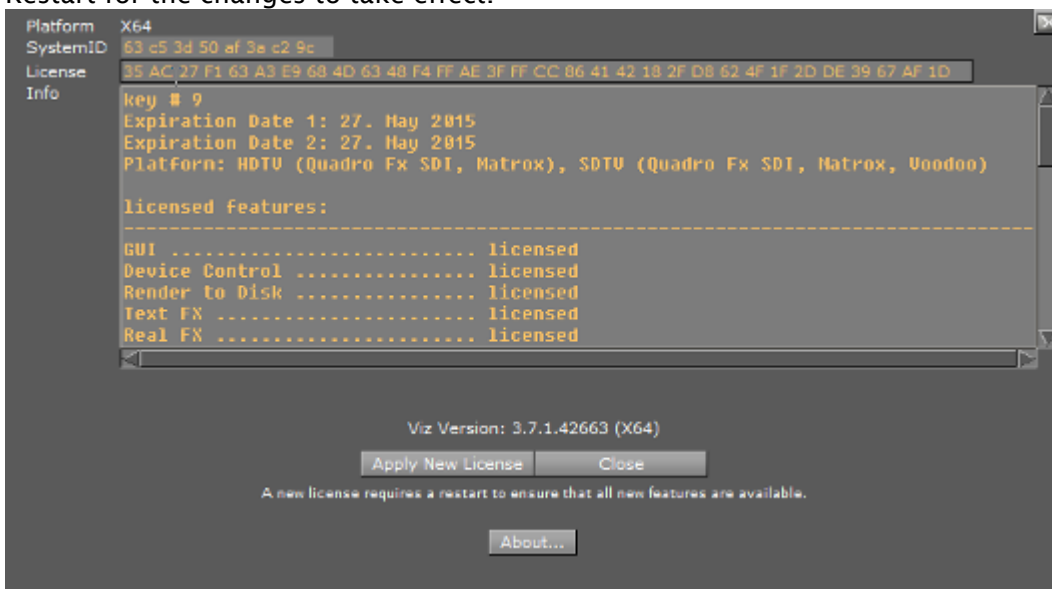 Restart for the changes to take effect.
Platform X64
SystemID 63 c5 3d 50 af 3a c2 9c
License 35 AC 27 F1 63 A3 E9 68 4D 63 48 F4 FF AE 3F FF CC 86 41 42 18 2F D8 62 4F 1F 2D DE 39 67 AF 1D
Info
key # 9
Expiration Date 1: 27. May 2015
Expiration Date 2: 27. May 2015
Platform: HDTV (Quadro Fx SDI, Matrox), SDTV (Quadro Fx SDI, Matrox, Voodoo)
licensed features:
--------------------------------------------------------------------------------
GUI ........................... licensed
Device Control ................ licensed
Render to Disk ................ licensed
Text FX ....................... licensed
Real FX ....................... licensed
Viz Version: 3.7.1.42663 (X64)
Apply New License Close
A new license requires a restart to ensure that all new features are available.
About...